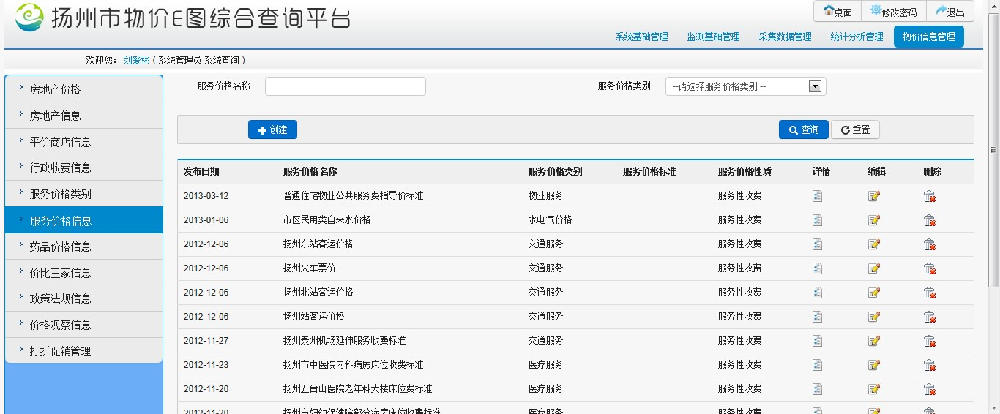 扬州市物价E图综合查询平台
桌面 修改密码 退出
系统基础管理 监测基础管理 采集数据管理 统计分析管理 物价信息管理
欢迎您： 刘爱彬 ( 系统管理员 系统查询 )
房地产价格
房地产信息
平价商店信息
行政收费信息
服务价格类别
服务价格信息
药品价格信息
价比三家信息
政策法规信息
价格观察信息
打折促销管理
服务价格名称 服务价格类别 --请选择服务价格类别 --
创建 查询 重置
发布日期 服务价格名称 服务价格类别 服务价格标准 服务价格性质 详情 编辑 删除
2013-03-12 普通住宅物业公共服务费指导价标准 物业服务 服务性收费
2013-01-06 市区民用类自来水价格 水电气价格 服务性收费
2012-12-06 扬州东站客运价格 交通服务 服务性收费
2012-12-06 扬州火车票价 交通服务 服务性收费
2012-12-06 扬州北站客运价格 交通服务 服务性收费
2012-12-06 扬州站客运价格 交通服务 服务性收费
2012-11-27 扬州泰州机场延伸服务收费标准 交通服务 服务性收费
2012-11-23 扬州市中医院内科病房床位收费标准 医疗服务 服务性收费
2012-11-20 扬州五台山医院老年科大楼床位费标准 医疗服务 服务性收费
2012-11-20 扬州市妇幼保健院部分病房床位收费标准 医疗服务 服务性收费